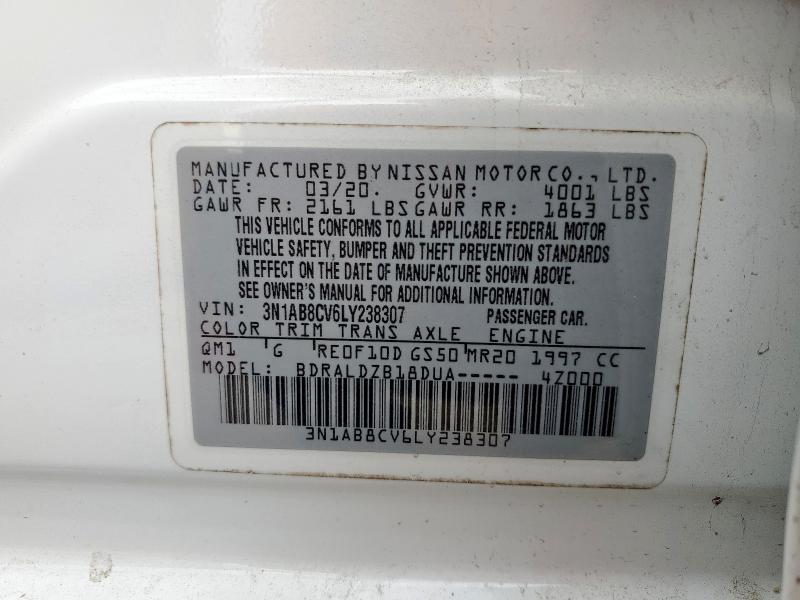 MANUFACTURED BY NISSAN MOTOR CO., LTD.
DATE: 03/20. GVWR: 4001 LBS
GAWR FR: 2161 LBS GAWR RR: 1863 LBS
THIS VEHICLE CONFORMS TO ALL APPLICABLE FEDERAL MOTOR
VEHICLE SAFETY, BUMPER AND THEFT PREVENTION STANDARDS
IN EFFECT ON THE DATE OF MANUFACTURE SHOWN ABOVE.
SEE OWNER'S MANUAL FOR ADDITIONAL INFORMATION.
VIN: 3N1AB8CV6LY238307 PASSENGER CAR.
COLOR TRIM TRANS AXLE ENGINE
QM1 G RE0F10D GS50 MR20 1997 CC
MODEL: BDRALDZB18DUA----- 4Z000
3N1AB8CV6LY238307